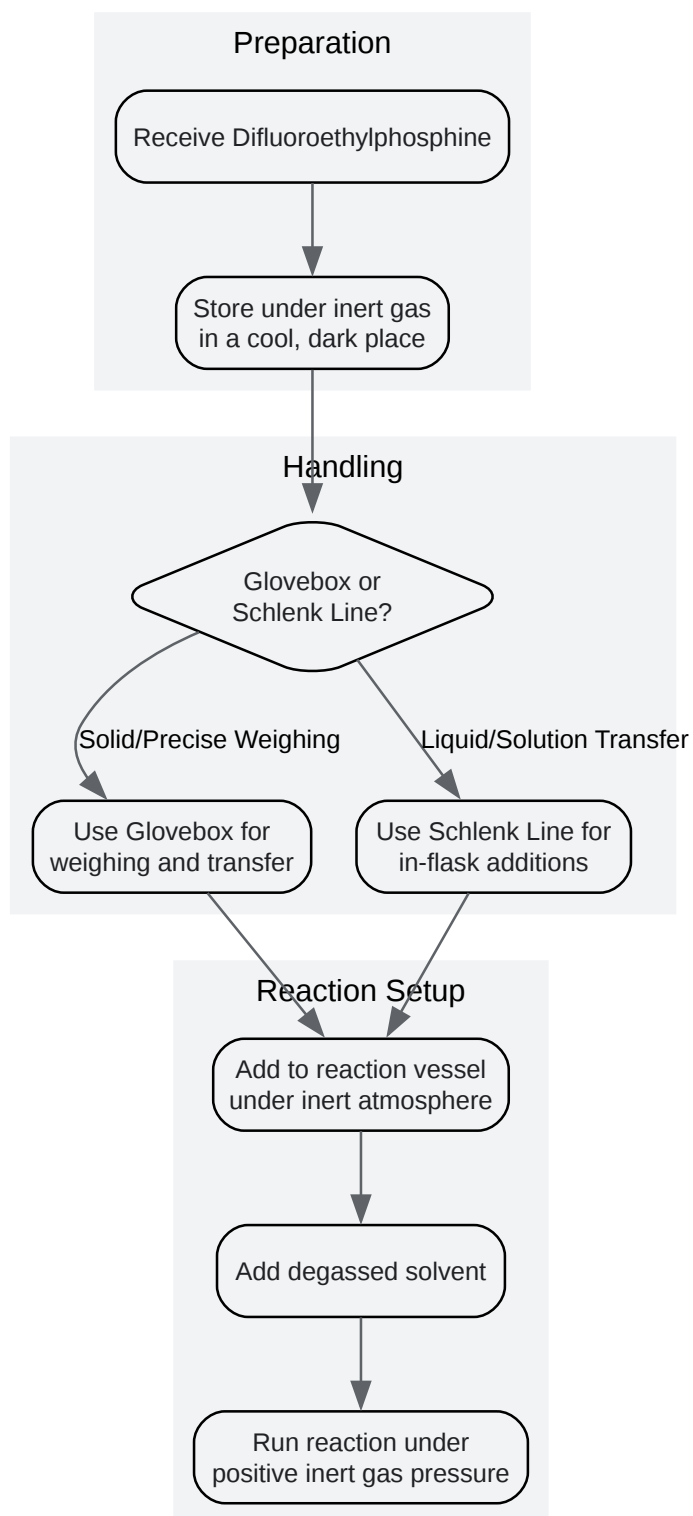 Preparation
Receive Difluoroethylphosphine
Store under inert gas
in a cool, dark place
Handling
Glovebox or
Schlenk Line?
Solid/Precise Weighing
Liquid/Solution Transfer
Use Glovebox for
weighing and transfer
Use Schlenk Line for
in-flask additions
Reaction Setup
Add to reaction vessel
under inert atmosphere
Add degassed solvent
Run reaction under
positive inert gas pressure